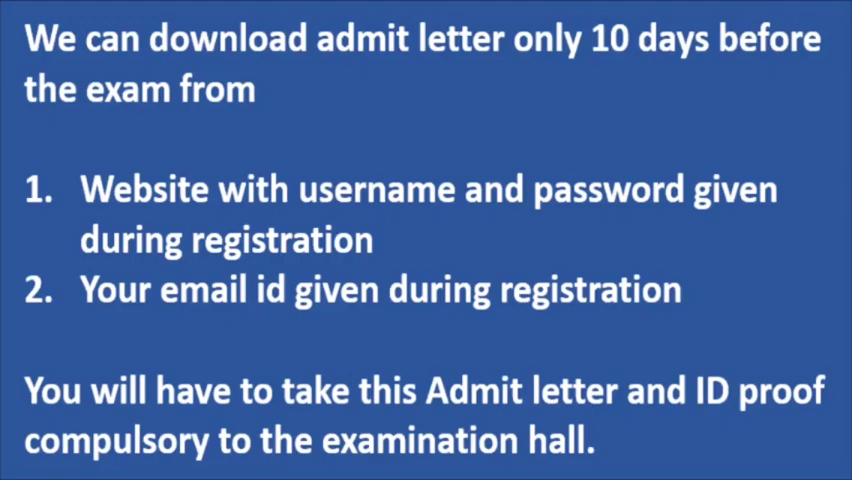 We can download admit letter only 10 days before
the exam from
1. Website with username and password given
during registration
2. Your email id given during registration
You will have to take this Admit letter and ID proof
compulsory to the examination hall.